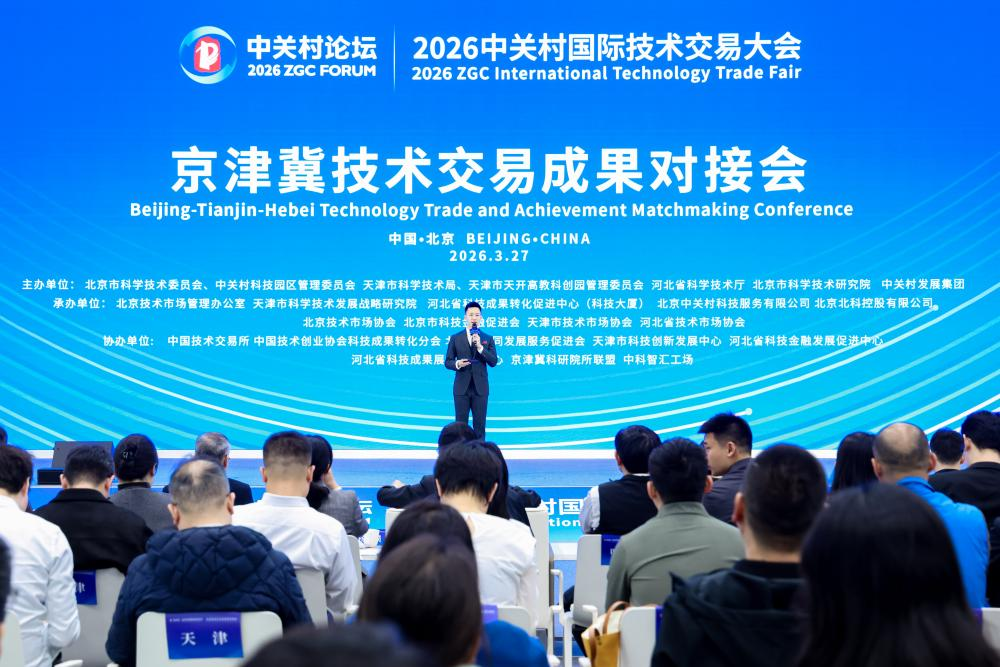 中关村论坛
2026 ZGC FORUM
2026中关村国际技术交易大会
2026 ZGC International Technology Trade Fair
京津冀技术交易成果对接会
Beijing-Tianjin-Hebei Technology Trade and Achievement Matchmaking Conference
中国•北京 BEIJING•CHINA
2026.3.27
主办单位: 北京市科学技术委员会、中关村科技园区管理委员会 天津市科学技术局、天津市天开高教科创园管理委员会 河北省科学技术厅 北京市科学技术研究院 中关村发展集团
承办单位: 北京技术市场管理办公室 天津市科学技术发展战略研究院 河北省科技成果转化促进中心(科技大厦) 北京中关村科技服务有限公司 北京北科控股有限公司
北京技术市场协会 北京市科技 促进会 天津市技术市场协会 河北省技术市场协会
协办单位: 中国技术交易所 中国技术创业协会科技成果转化分会 同发展服务促进会 天津市科技创新发展中心 河北省科技金融发展促进中心
河北省科技成果展 心 京津冀科研院所联盟 中科智汇工场
坛
村国
tion
津
天 津